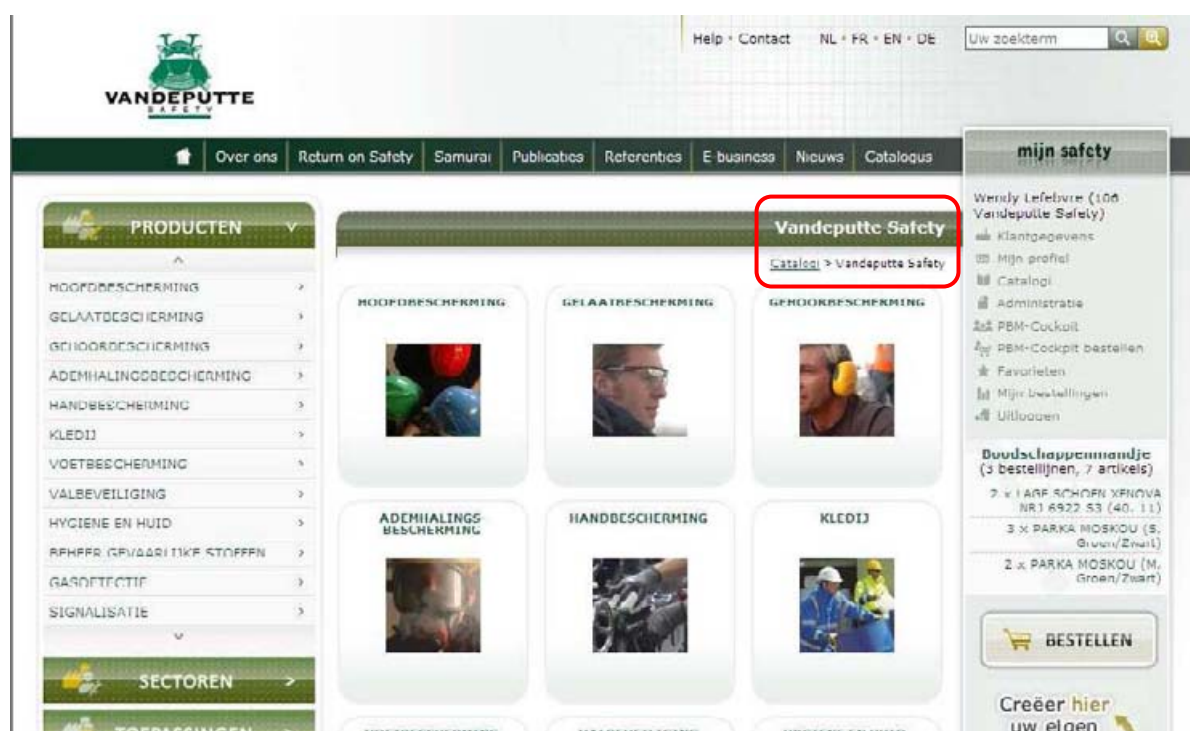 Help • Contact NL • FR • EN • DE
Uw zoekterm
VANDEPUTTE
SAFETY
Over ons
Return on Safety
Samurai
Publicaties
Referenties
E-business
Nieuws
Catalogus
mijn safety
PRODUCTEN
HOOFDBESCHERMING
GELAATBESCHERMING
GEHOORBESCHERMING
ADEMHALINGSBESCHERMING
HANDBESCHERMING
KLEDIJ
VOETBESCHERMING
VALBEVEILIGING
HYGIENE EN HUID
BEHEER GEVAARLIJKE STOFFEN
GASDETECTIE
SIGNALISATIE
SECTOREN
TOEPASSINGEN
Vandeputte Safety
Catalogi > Vandeputte Safety
HOOFDBESCHERMING
GELAATBESCHERMING
GEHOORBESCHERMING
ADEMHALINGS-
BESCHERMING
HANDBESCHERMING
KLEDIJ
Wendy Lefebvre (106
Vandeputte Safety)
Klantgegevens
Mijn profiel
Catalogi
Administratie
PBM-Cockpit
PBM-Cockpit bestellen
Favorieten
Mijn bestellingen
Uitloggen
Boodschappenmandje
(3 bestellijnen, 7 artikels)
2 x LAGE SCHOEN XENOVA
NRJ 6922 S3 (40, 11)
3 x PARKA MOSKOU (S,
Groen/Zwart)
2 x PARKA MOSKOU (M,
Groen/Zwart)
BESTELLEN
Creëer hier
uw eigen